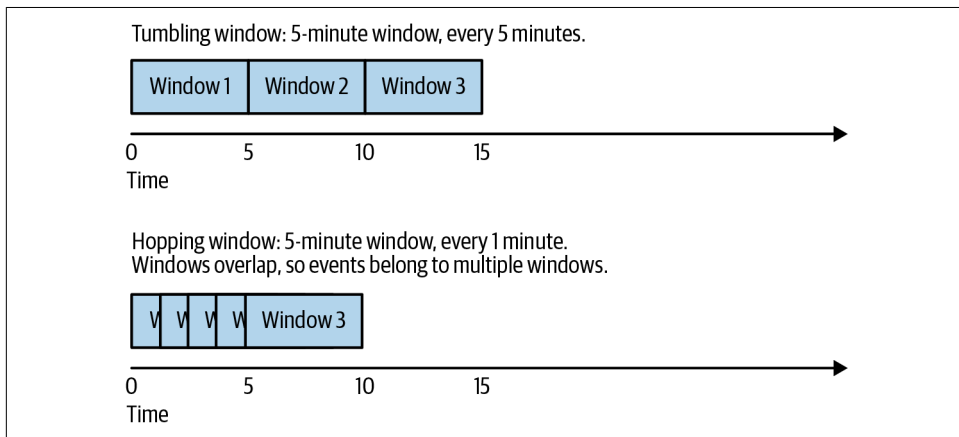 Tumbling window: 5-minute window, every 5 minutes.
Window 1 Window 2 Window 3
0 5 10 15
Time
Hopping window: 5-minute window, every 1 minute.
Windows overlap, so events belong to multiple windows.
W W W W Window 3
0 5 10 15
Time